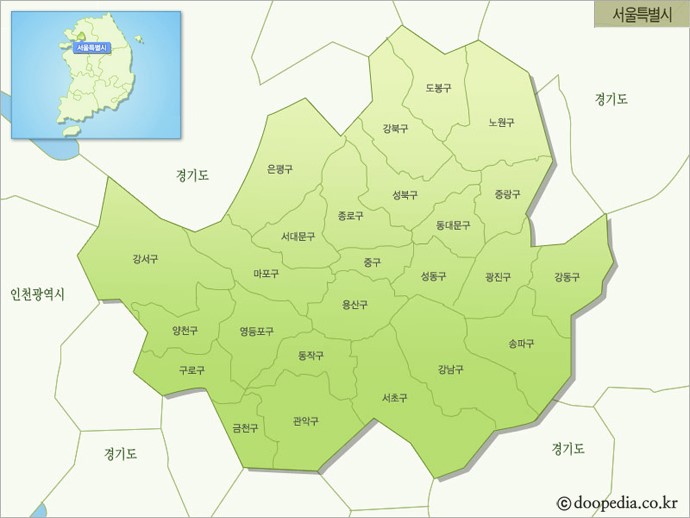 서울특별시
서울특별시
도봉구
경기도
강북구
노원구
은평구
경기도
성북구
중랑구
종로구
동대문구
서대문구
강서구
중구
마포구
성동구
광진구
강동구
인천광역시
용산구
양천구
영등포구
송파구
동작구
구로구
강남구
서초구
관악구
금천구
경기도
경기도
ⓒ doopedia.co.kr